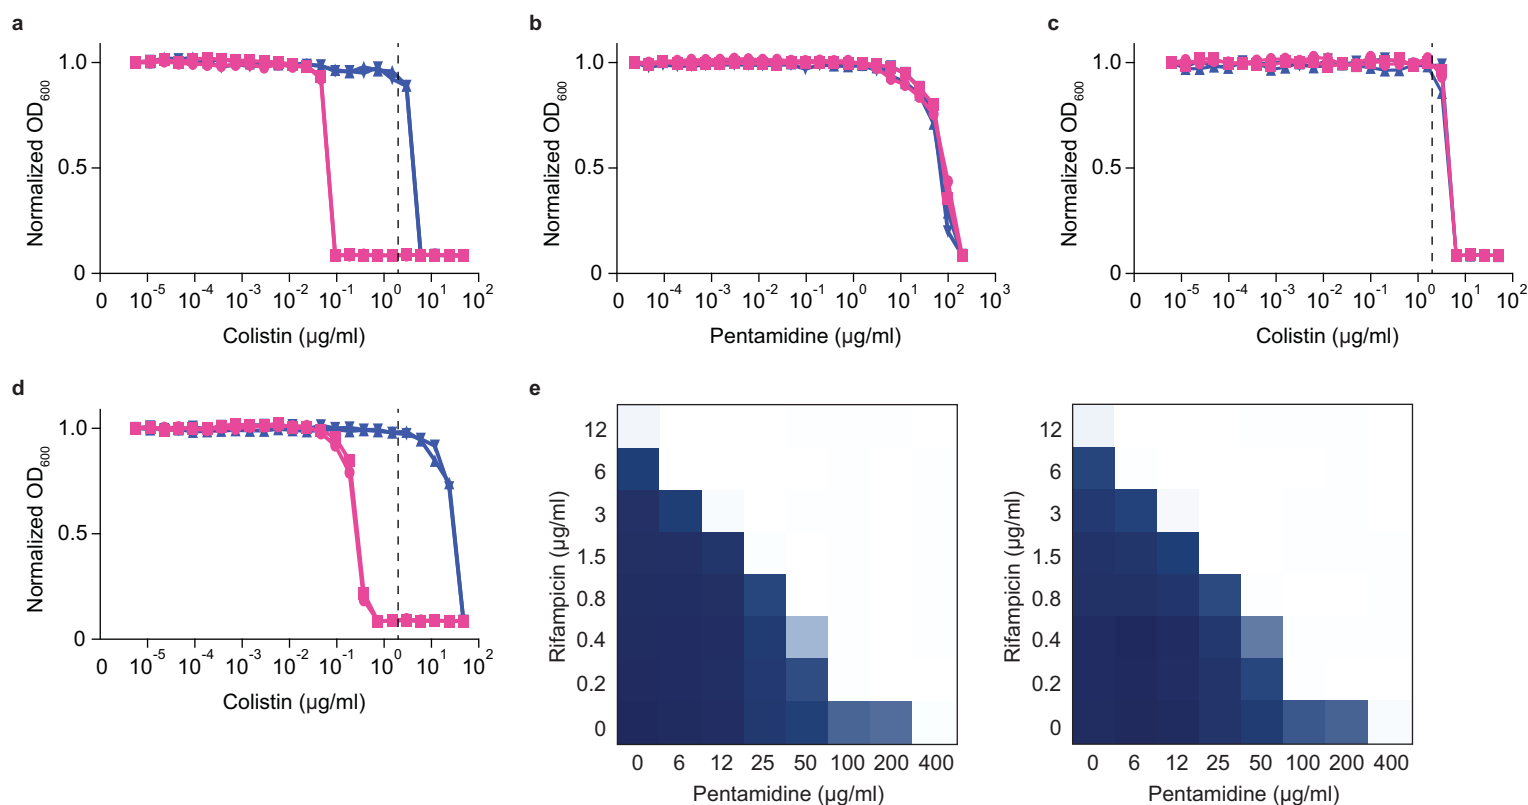 a
1.0
0.5
0
Normalized OD600
0 10-5 10-4 10-3 10-2 10-1 100 101 102
Colistin (µg/ml)
b
1.0
0.5
0
Normalized OD600
0 10-4 10-3 10-2 10-1 100 101 102 103
Pentamidine (µg/ml)
c
1.0
0.5
0
Normalized OD600
0 10-5 10-4 10-3 10-2 10-1 100 101 102
Colistin (µg/ml)
d
1.0
0.5
0
Normalized OD600
0 10-5 10-4 10-3 10-2 10-1 100 101 102
Colistin (µg/ml)
e
12
6
3
1.5
0.8
0.4
0.2
0
Rifampicin (µg/ml)
0 6 12 25 50 100 200 400
Pentamidine (µg/ml)
12
6
3
1.5
0.8
0.4
0.2
0
Rifampicin (µg/ml)
0 6 12 25 50 100 200 400
Pentamidine (µg/ml)